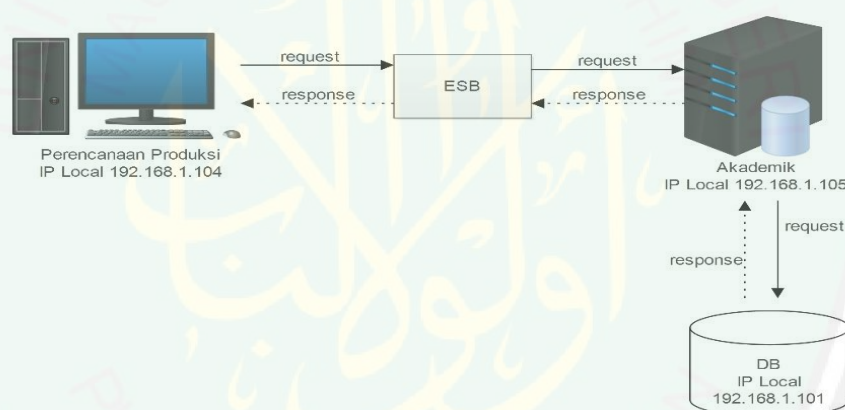 request
request
ESB
response
response
Perencanaan Produksi
IP Local 192.168.1.104
Akademik
IP Local 192.168.1.105
request
response
DB
IP Local
192.168.1.101